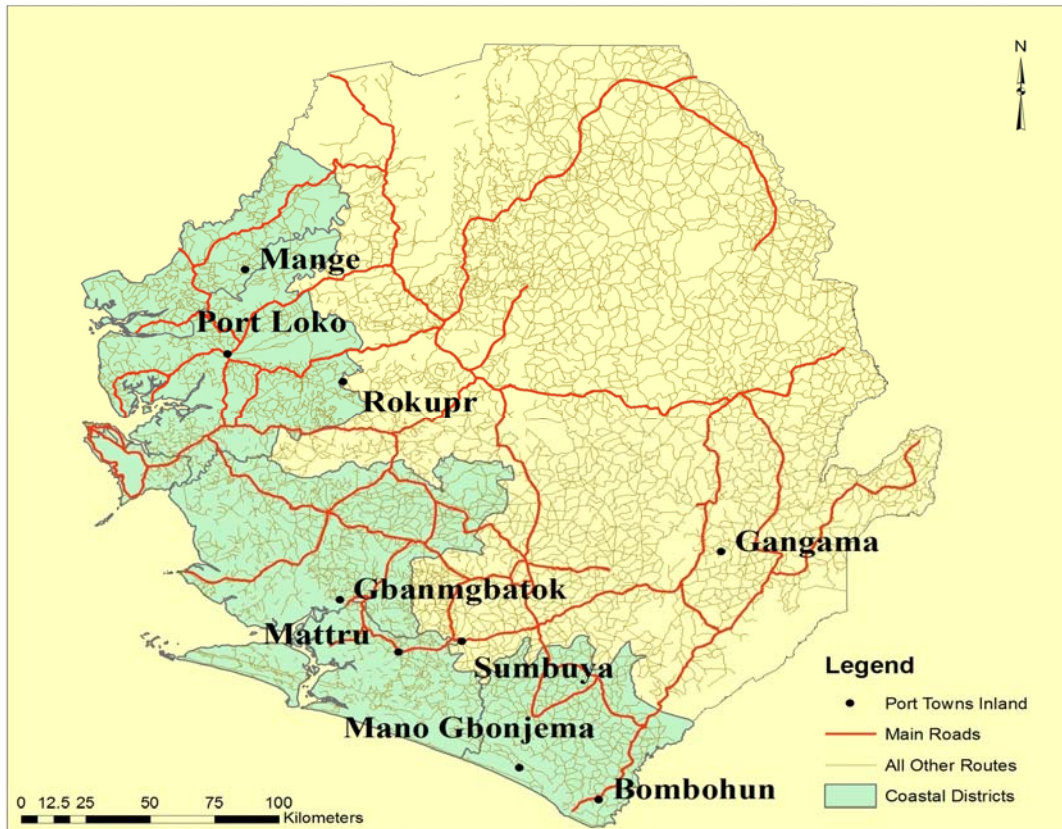 N
Mange
Port Loko
Rokupr
Gangama
Gbanmgbatok
Mattru
Sumbuya
Mano Gbonjema
Bombohun
Legend
Port Towns Inland
Main Roads
All Other Routes
Coastal Districts
0 12.5 25 50 75 100
Kilometers